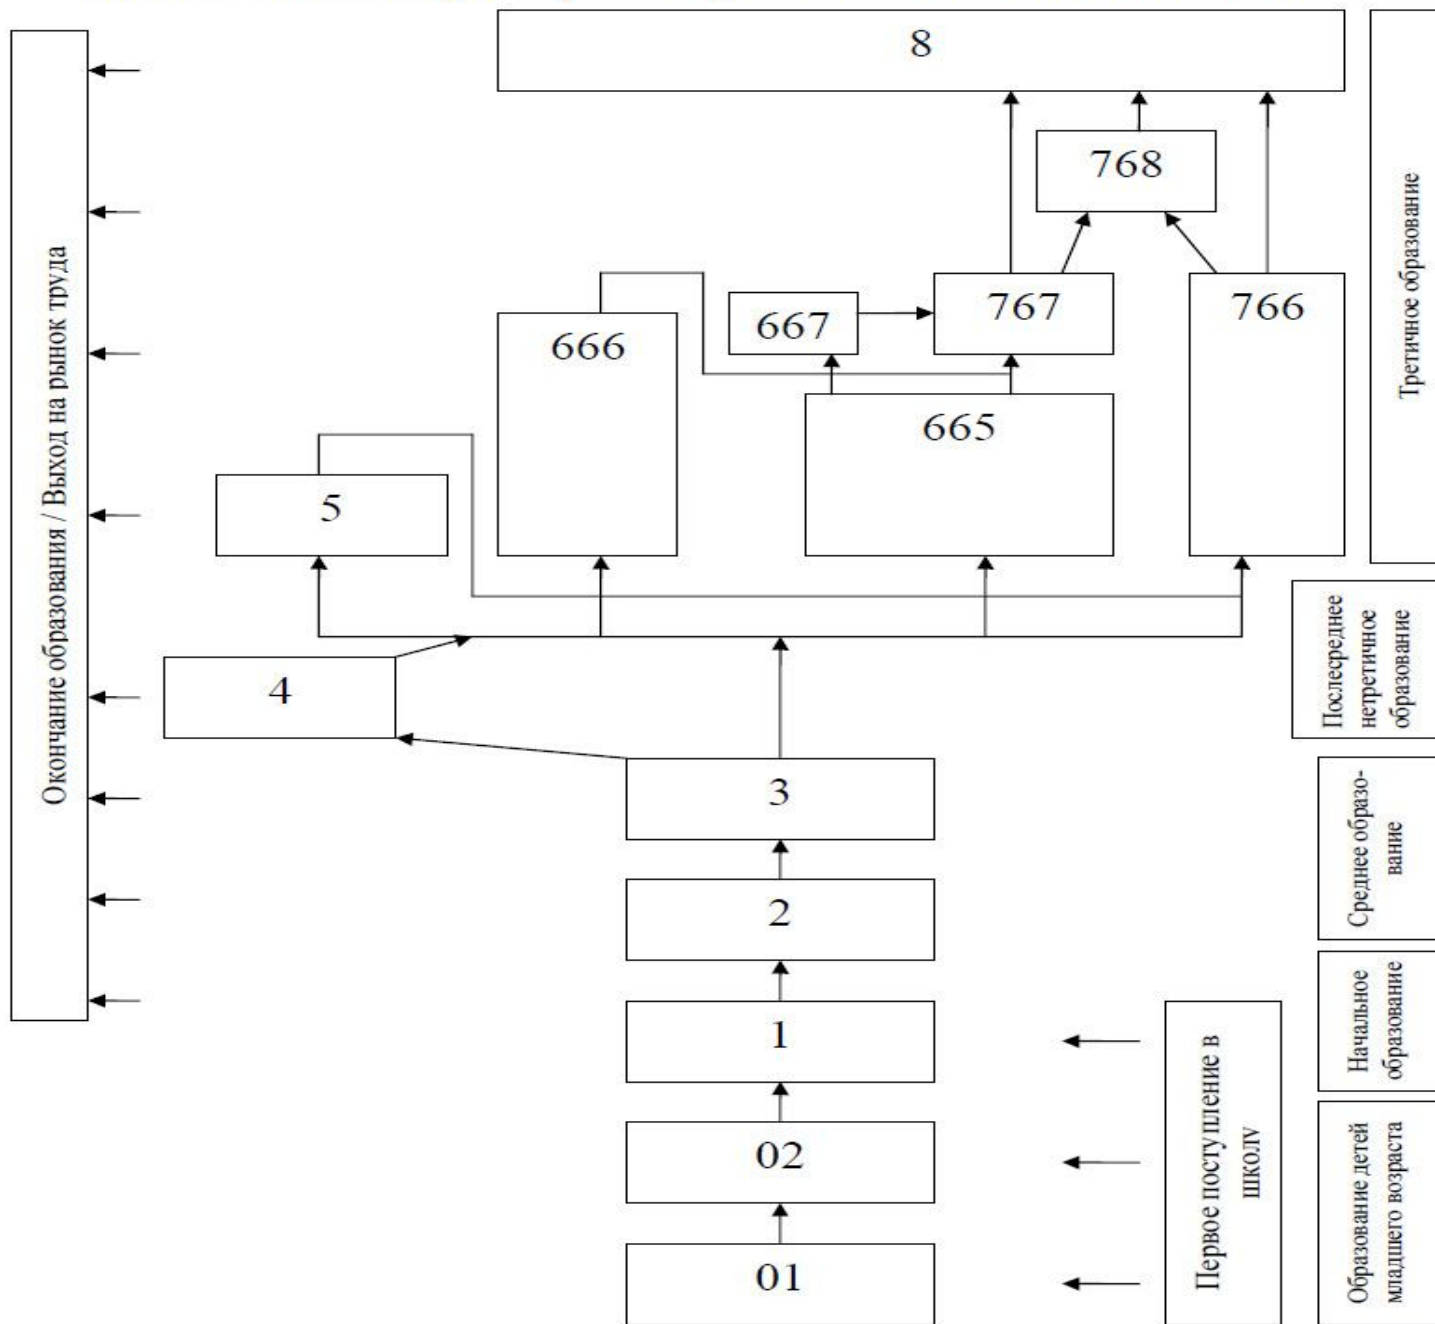 8
768
767
766
667
666
665
5
4
3
2
1
02
01
Окончание образования / Выход на рынок труда
Первое поступление в
школу
Третичное образование
Послесреднее
нетретичное
образование
Среднее образо-
вание
Начальное
образование
Образование детей
младшего возраста